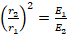 (r₂/r₁)² = E₁/E₂